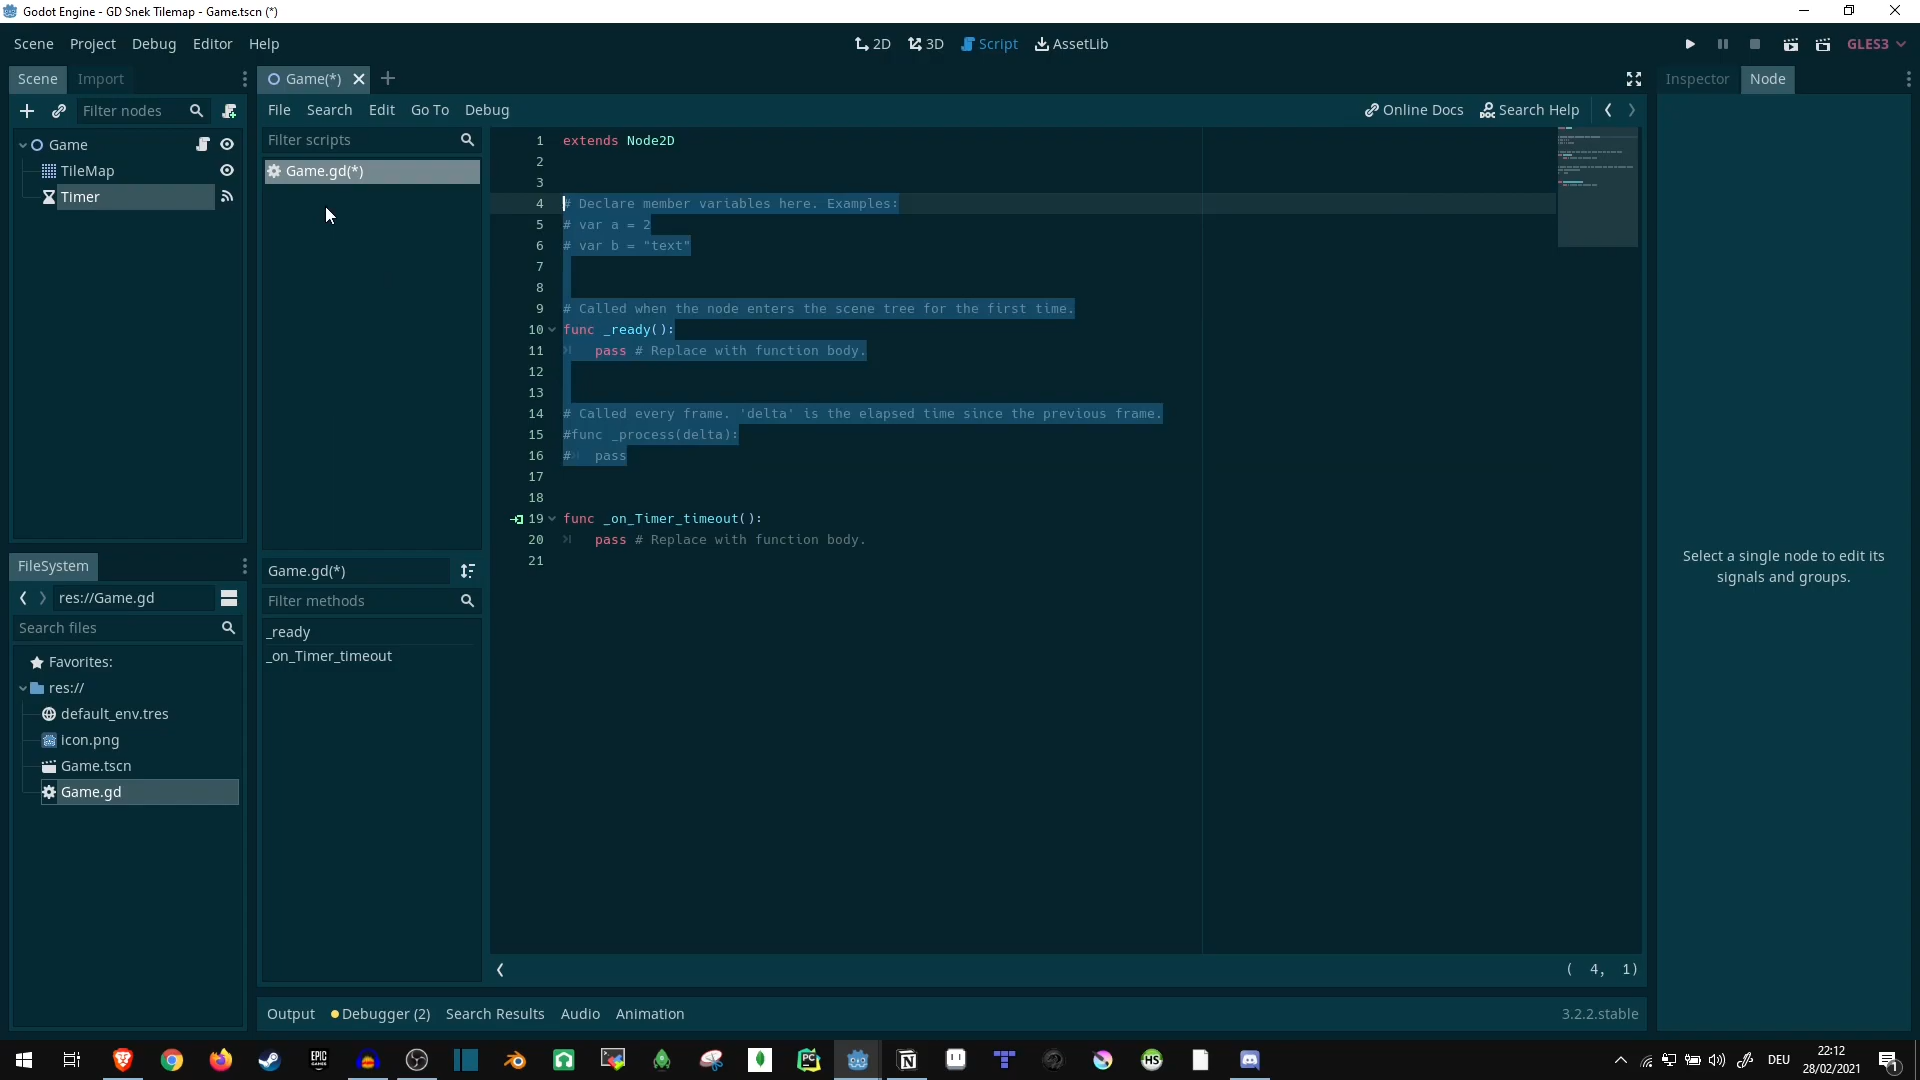 Godot Engine - GD Snek Tilemap - Game.tscn (*)
Scene Project Debug Editor Help
2D 3D Script AssetLib
GLES3
Scene Import
Game(*)
Inspector Node
Filter nodes
File Search Edit Go To Debug
Online Docs Search Help
Game
TileMap
Timer
Filter scripts
Game.gd(*)
1 extends Node2D
2
3
4 # Declare member variables here. Examples:
5 # var a = 2
6 # var b = "text"
7
8
9 # Called when the node enters the scene tree for the first time.
10 func _ready():
11 pass # Replace with function body.
12
13
14 # Called every frame. 'delta' is the elapsed time since the previous frame.
15 #func _process(delta):
16 # pass
17
18
19 func _on_Timer_timeout():
20 pass # Replace with function body.
21
Select a single node to edit its
signals and groups.
FileSystem
res://Game.gd
Search files
Favorites:
res://
default_env.tres
icon.png
Game.tscn
Game.gd
Game.gd(*)
Filter methods
_ready
_on_Timer_timeout
( 4, 1)
Output Debugger (2) Search Results Audio Animation
3.2.2.stable
EPIC
GAMES
PC
N
HS
DEU
22:12
28/02/2021
1